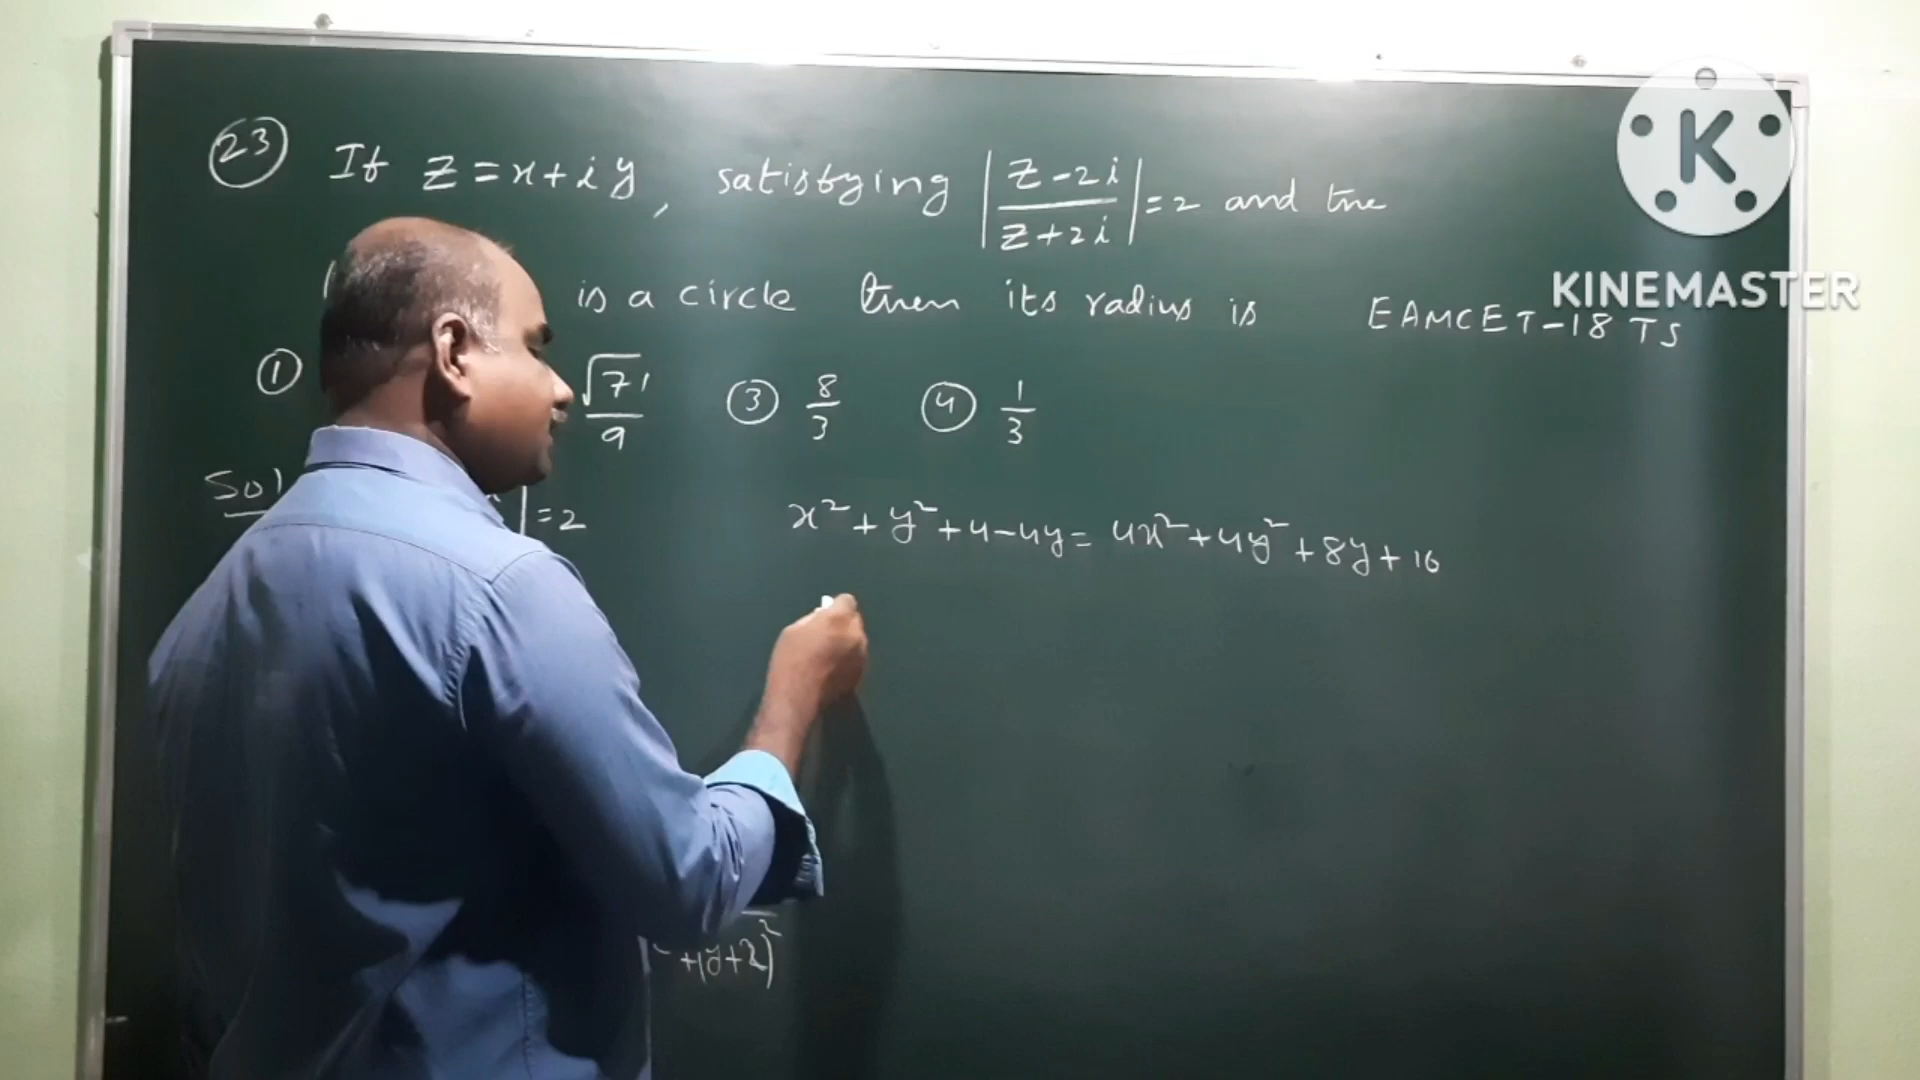 23 If z = x + iy, satisfying |z - 2i / z + 2i| = 2 and the
is a circle then its radius is EAMCET-18 TS
1 √71/9 3 8/3 4 1/3
Sol | = 2
x² + y² + 4 - 4y = 4x² + 4y² + 8y + 16
+ (y + 2)²
K
KINEMASTER